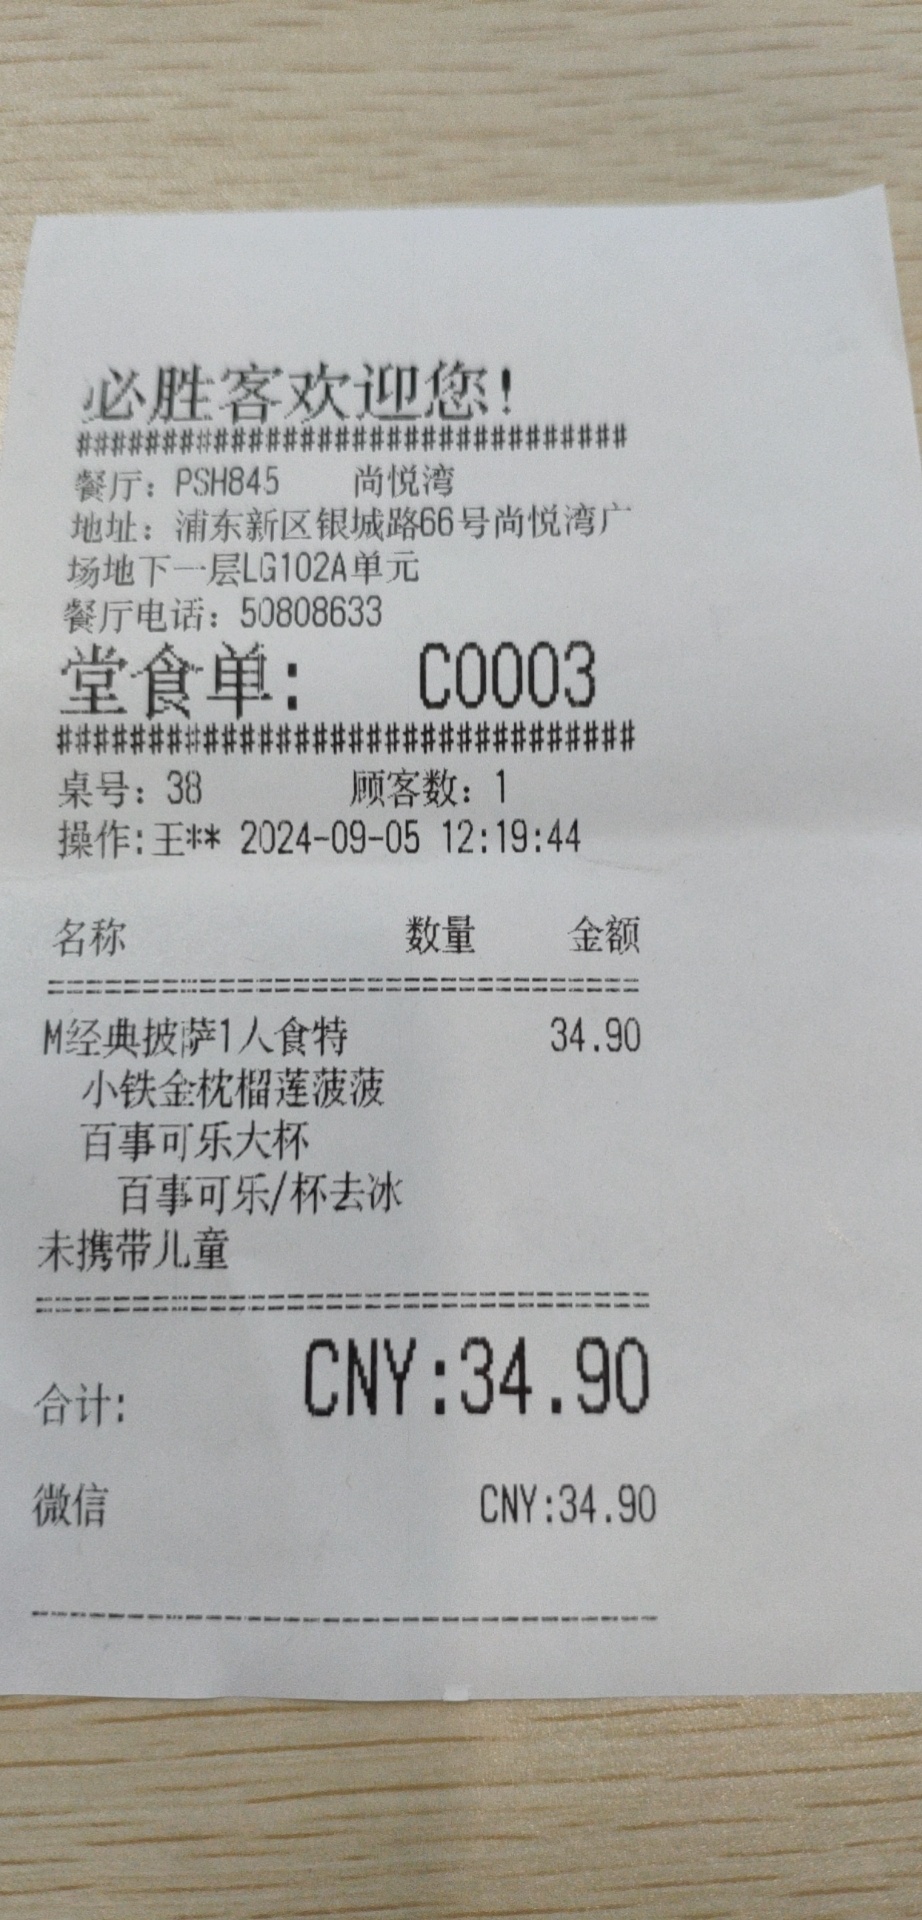 必胜客欢迎您!
################################
餐厅: PSH845 尚悦湾
地址: 浦东新区银城路66号尚悦湾广
场地下一层LG102A单元
餐厅电话: 50808633
堂食单: C0003
################################
桌号: 38 顾客数: 1
操作:王** 2024-09-05 12:19:44
名称 数量 金额
================================
M经典披萨1人食特 34.90
小铁金枕榴莲菠菠
百事可乐大杯
百事可乐/杯去冰
未携带儿童
================================
合计: CNY:34.90
微信 CNY:34.90
--------------------------------